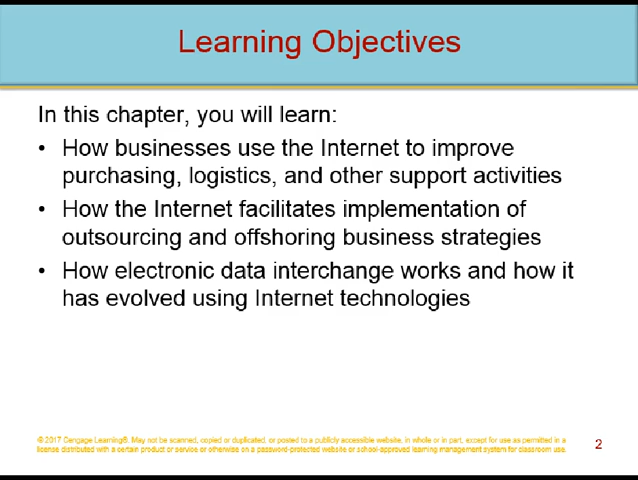 Learning Objectives
In this chapter, you will learn:
• How businesses use the Internet to improve
purchasing, logistics, and other support activities
• How the Internet facilitates implementation of
outsourcing and offshoring business strategies
• How electronic data interchange works and how it
has evolved using Internet technologies
© 2017 Cengage Learning®. May not be scanned, copied or duplicated, or posted to a publicly accessible website, in whole or in part, except for use as permitted in a
license distributed with a certain product or service or otherwise on a password-protected website or school-approved learning management system for classroom use.
2